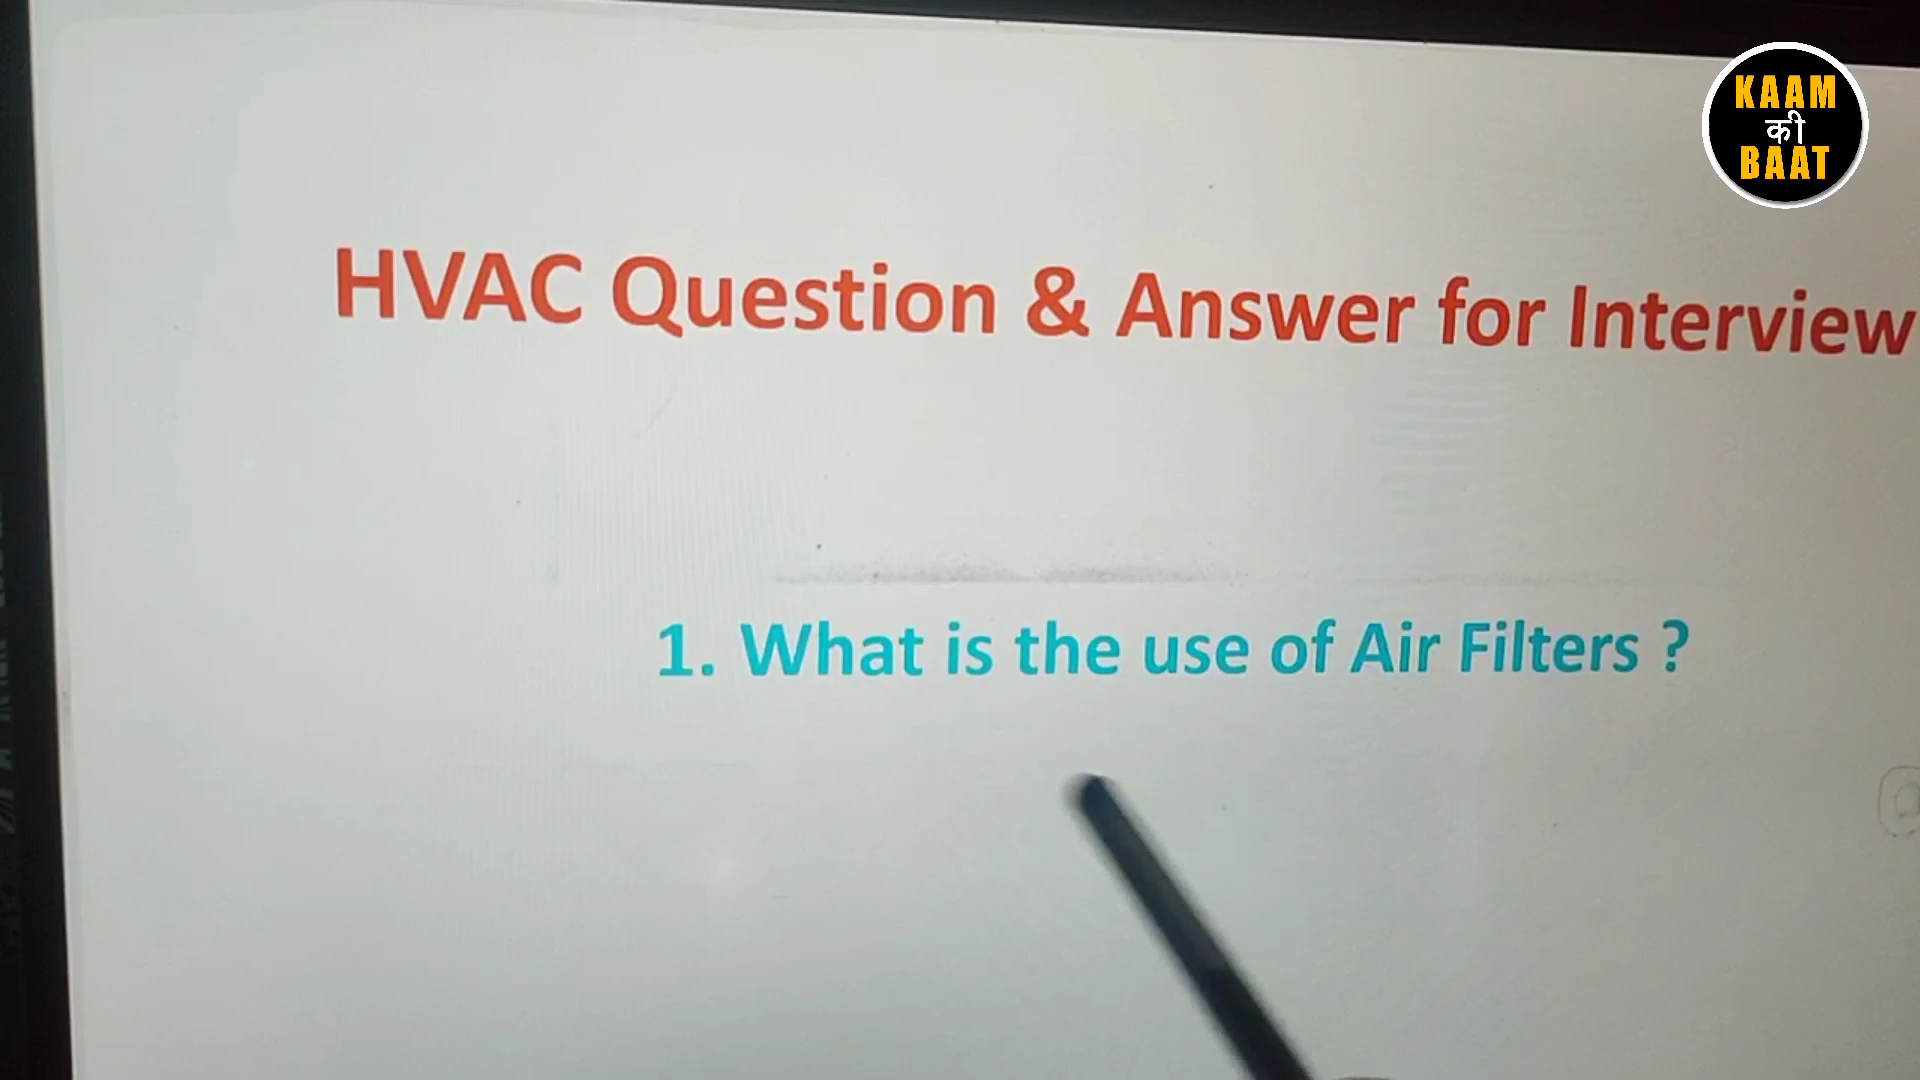 KAAM
की
BAAT
HVAC Question & Answer for Interview
1. What is the use of Air Filters ?